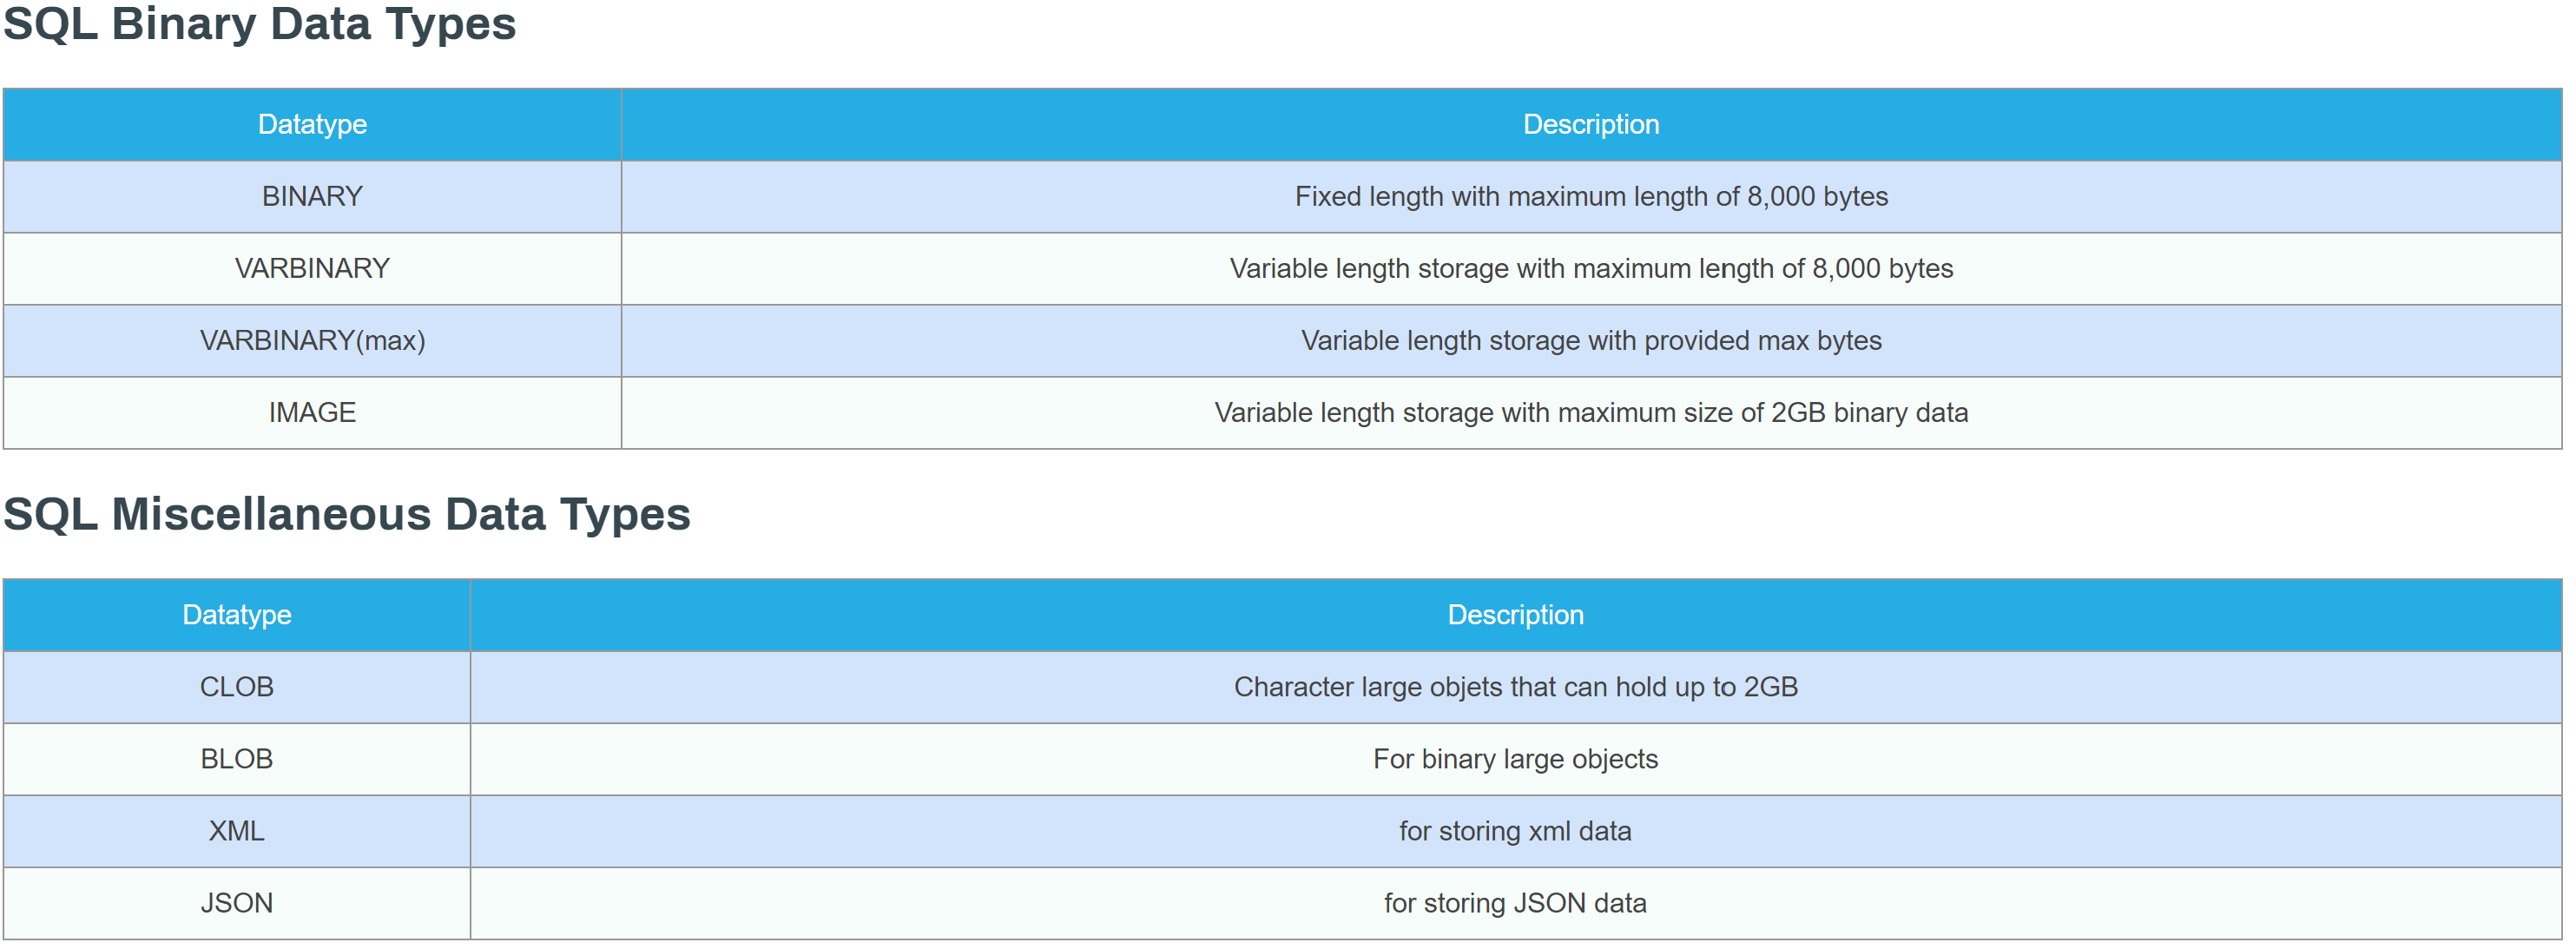 SQL Binary Data Types
Datatype Description
BINARY Fixed length with maximum length of 8,000 bytes
VARBINARY Variable length storage with maximum length of 8,000 bytes
VARBINARY(max) Variable length storage with provided max bytes
IMAGE Variable length storage with maximum size of 2GB binary data
SQL Miscellaneous Data Types
Datatype Description
CLOB Character large objets that can hold up to 2GB
BLOB For binary large objects
XML for storing xml data
JSON for storing JSON data